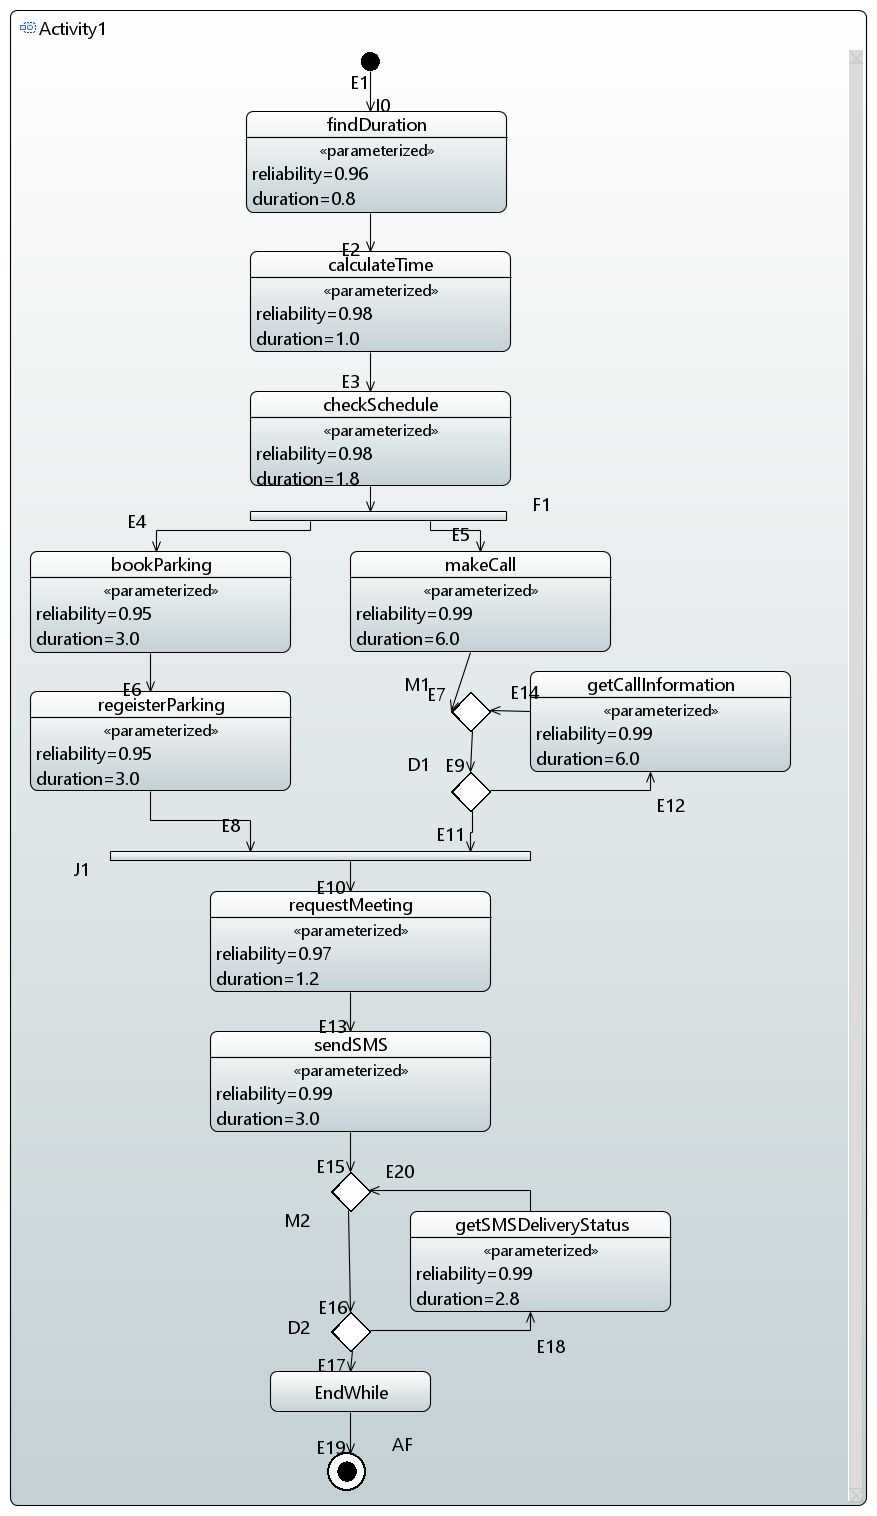 Activity1
E1
I0
findDuration
«parameterized»
reliability=0.96
duration=0.8
E2
calculateTime
«parameterized»
reliability=0.98
duration=1.0
E3
checkSchedule
«parameterized»
reliability=0.98
duration=1.8
F1
E4
E5
bookParking
«parameterized»
reliability=0.95
duration=3.0
makeCall
«parameterized»
reliability=0.99
duration=6.0
E6
regeisterParking
«parameterized»
reliability=0.95
duration=3.0
M1
E7
E14
getCallInformation
«parameterized»
reliability=0.99
duration=6.0
D1
E9
E12
E8
E11
J1
E10
requestMeeting
«parameterized»
reliability=0.97
duration=1.2
E13
sendSMS
«parameterized»
reliability=0.99
duration=3.0
E15
E20
M2
getSMSDeliveryStatus
«parameterized»
reliability=0.99
duration=2.8
E16
D2
E18
E17
EndWhile
E19
AF